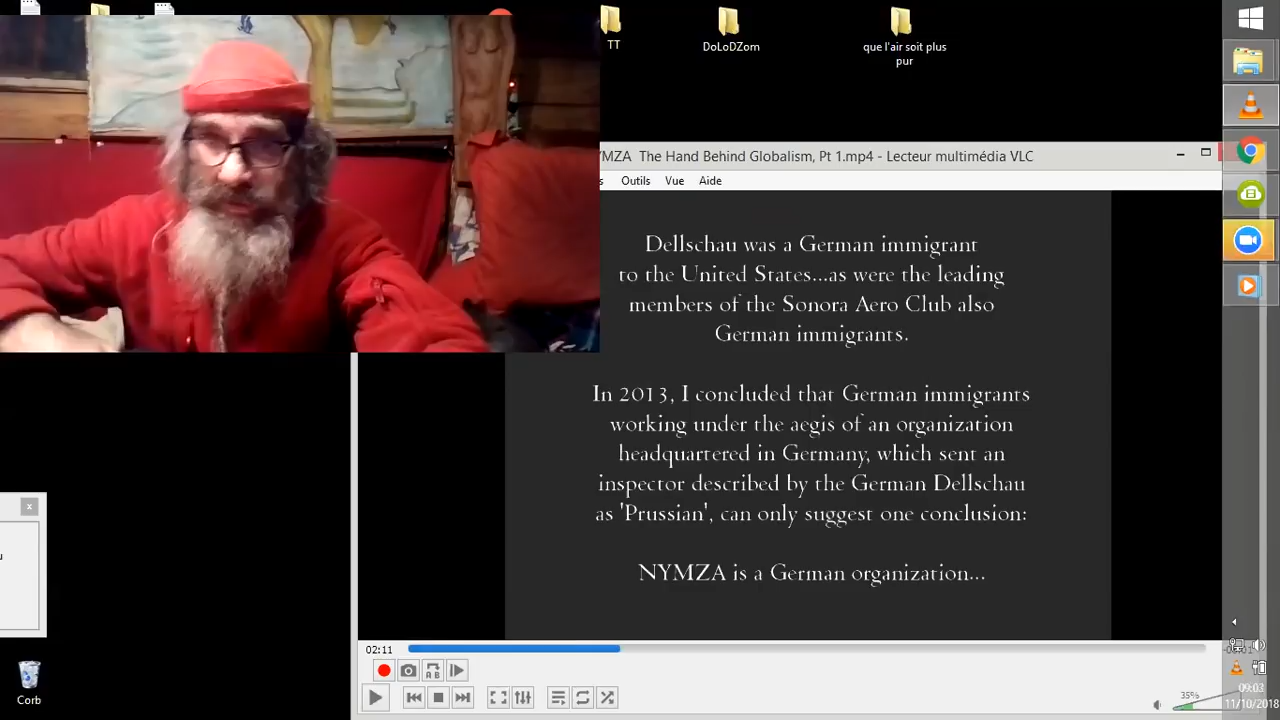 TT
DoLoDZom
que l'air soit plus
pur
YMZA The Hand Behind Globalism, Pt 1.mp4 - Lecteur multimédia VLC
s Outils Vue Aide
Dellschau was a German immigrant
to the United States...as were the leading
members of the Sonora Aero Club also
German immigrants.
In 2013, I concluded that German immigrants
working under the aegis of an organization
headquartered in Germany, which sent an
inspector described by the German Dellschau
as 'Prussian', can only suggest one conclusion:
NYMZA is a German organization...
x
u
Corb
02:11
AB
35%
09:03
11/10/2018